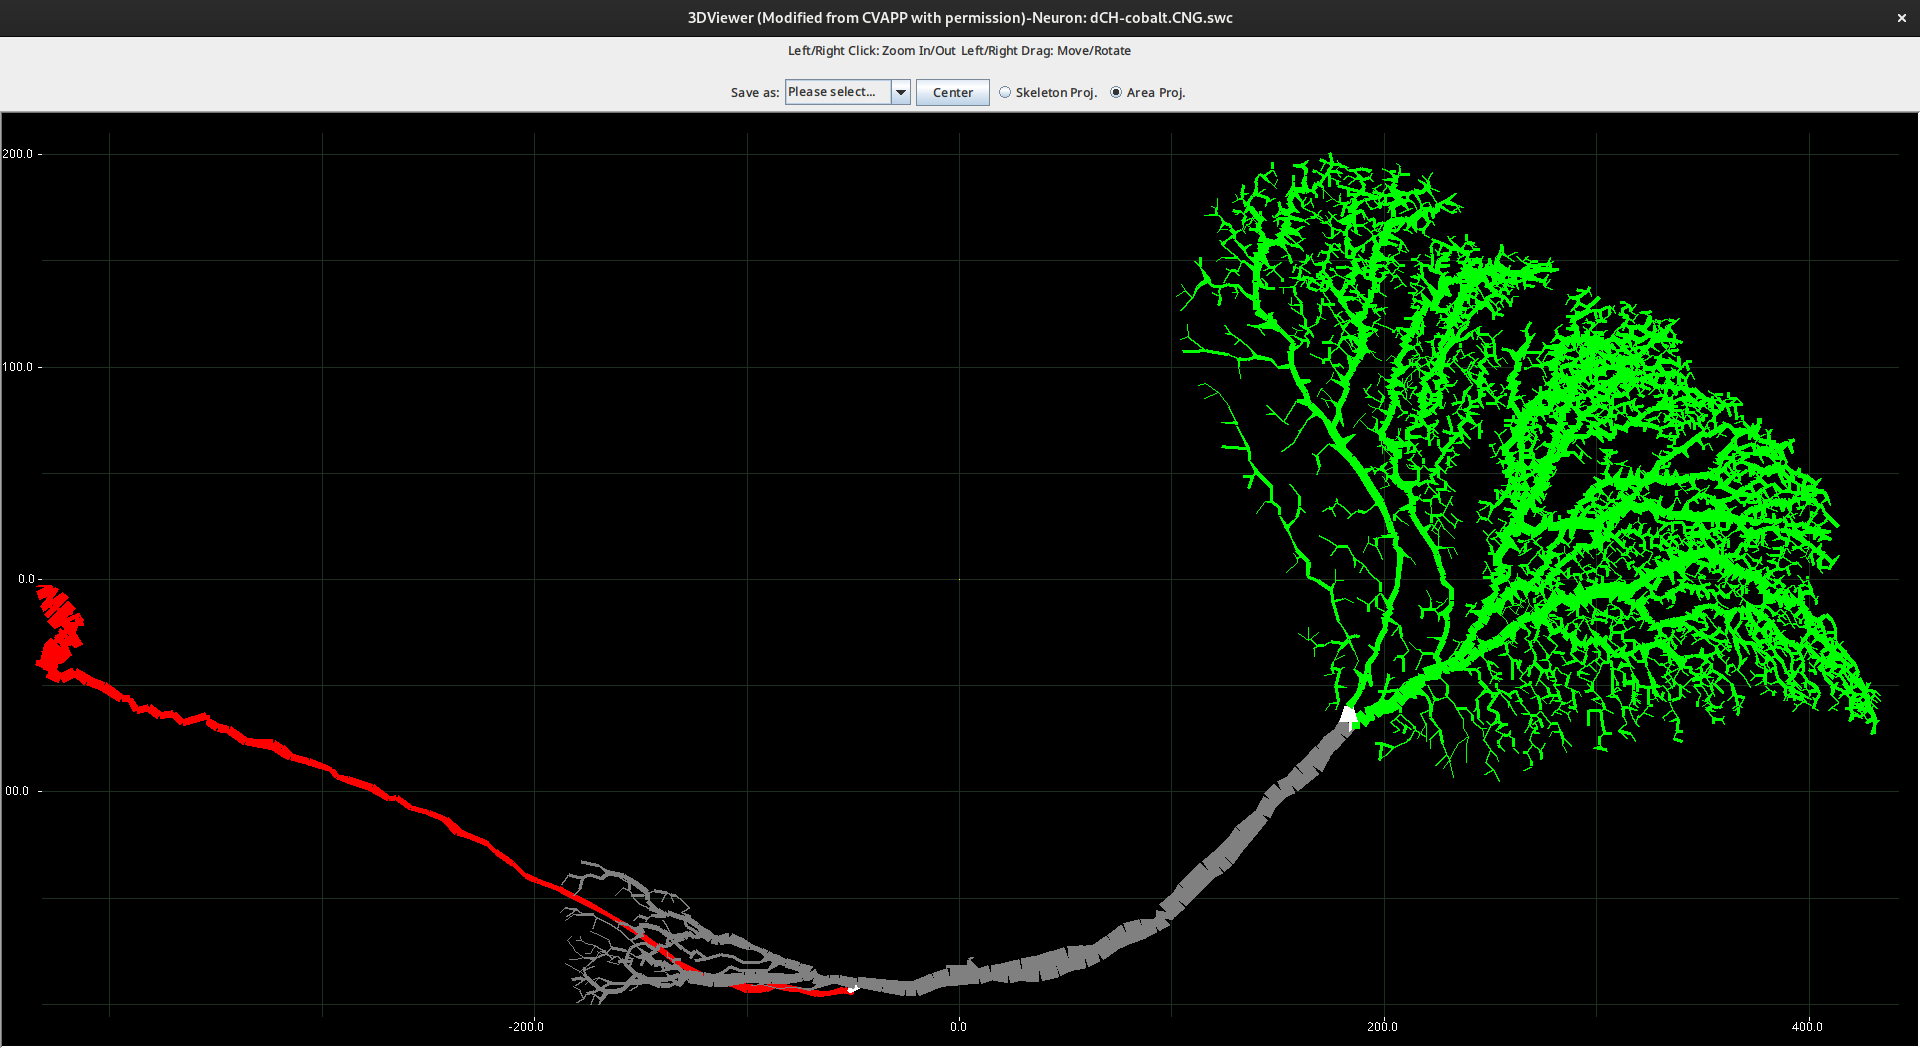 3DViewer (Modified from CVAPP with permission)-Neuron: dCH-cobalt.CNG.swc
Left/Right Click: Zoom In/Out Left/Right Drag: Move/Rotate
Save as: Please select... Center Skeleton Proj. Area Proj.
200.0
100.0
0.0
00.0
-200.0 0.0 200.0 400.0